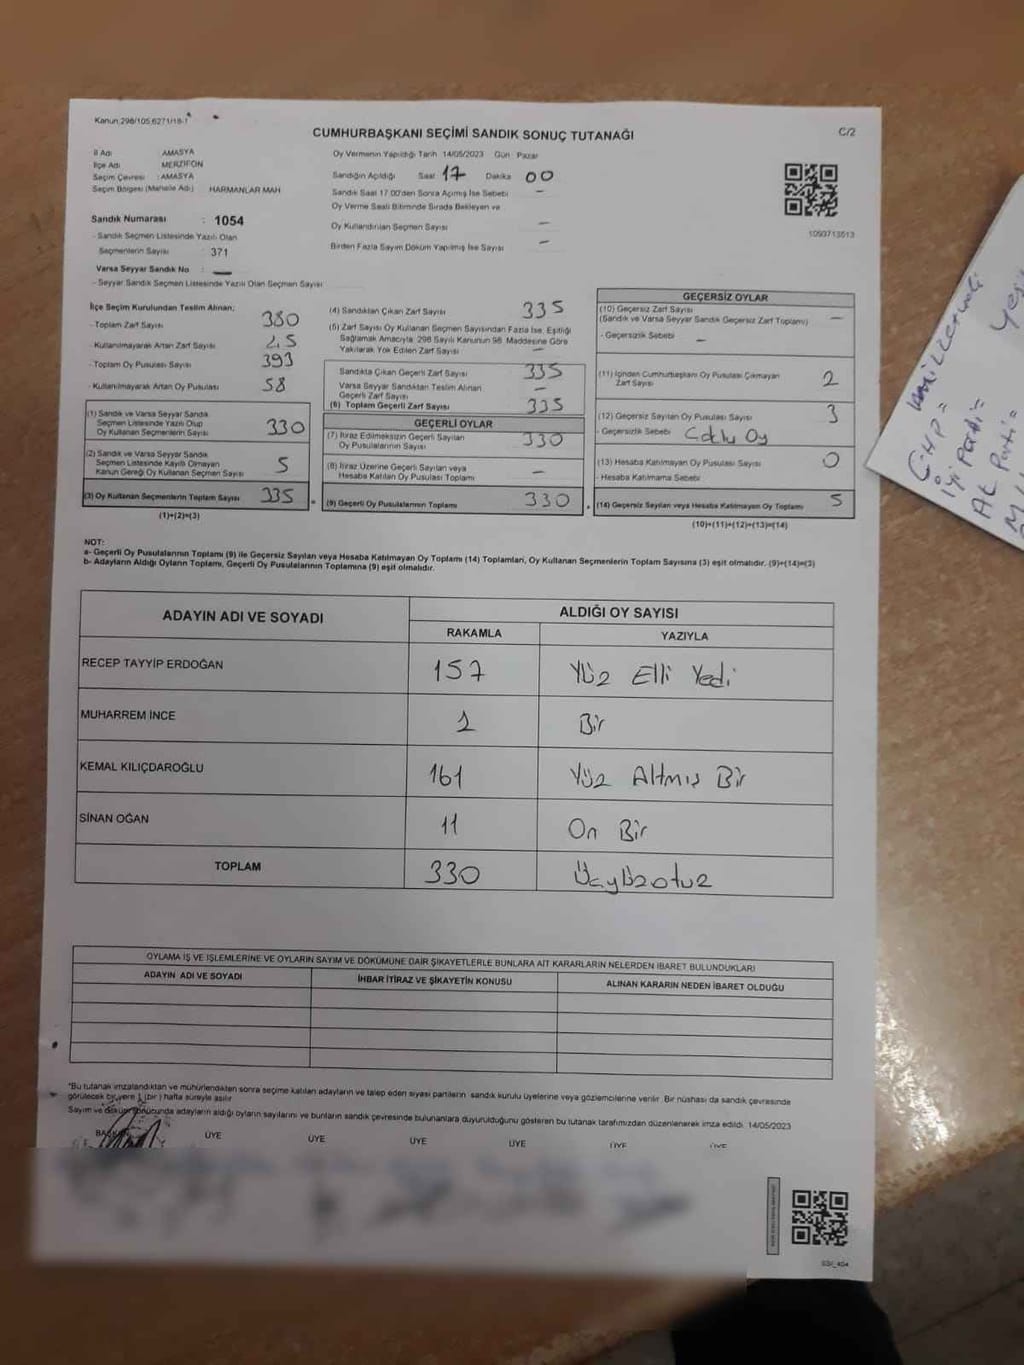 Kanun:298/105,6271/18-1
CUMHURBAŞKANI SEÇİMİ SANDIK SONUÇ TUTANAĞI
C/2
İl Adı : AMASYA
İlçe Adı : MERZİFON
Seçim Çevresi : AMASYA
Seçim Bölgesi (Mahalle Adı) HARMANLAR MAH
Sandık Numarası : 1054
- Sandık Seçmen Listesinde Yazılı Olan
Seçmenlerin Sayısı : 371
Varsa Seyyar Sandık No : —
- Seyyar Sandık Seçmen Listesinde Yazılı Olan Seçmen Sayısı
Oy Vermenin Yapıldığı Tarih 14/05/2023 Gün Pazar
Sandığın Açıldığı Saat 17 Dakika 00
Sandık Saat 17.00'den Sonra Açılmış İse Sebebi —
Oy Verme Saati Bitiminde Sırada Bekleyen ve
Oy Kullandırılan Seçmen Sayısı —
Birden Fazla Sayım Döküm Yapılmış İse Sayısı —
1093713513
İlçe Seçim Kurulundan Teslim Alınan;
- Toplam Zarf Sayısı 380
- Kullanılmayarak Artan Zarf Sayısı 45
- Toplam Oy Pusulası Sayısı 393
- Kullanılmayarak Artan Oy Pusulası 58
(1) Sandık ve Varsa Seyyar Sandık
Seçmen Listesinde Yazılı Olup
Oy Kullanan Seçmenlerin Sayısı 330
(2) Sandık ve Varsa Seyyar Sandık
Seçmen Listesinde Kayıtlı Olmayan
Kanun Gereği Oy Kullanan Seçmen Sayısı 5
(3) Oy Kullanan Seçmenlerin Toplam Sayısı 335
(1)+(2)=(3)
(4) Sandıktan Çıkan Zarf Sayısı 335
(5) Zarf Sayısı Oy Kullanan Seçmen Sayısından Fazla İse, Eşitliği
Sağlamak Amacıyla, 298 Sayılı Kanunun 98. Maddesine Göre
Yakılarak Yok Edilen Zarf Sayısı —
Sandıkta Çıkan Geçerli Zarf Sayısı 335
Varsa Seyyar Sandıktan Teslim Alınan
Geçerli Zarf Sayısı —
(6) Toplam Geçerli Zarf Sayısı 335
GEÇERLİ OYLAR
(7) İtiraz Edilmeksizin Geçerli Sayılan
Oy Pusulalarının Sayısı 330
(8) İtiraz Üzerine Geçerli Sayılan veya
Hesaba Katılan Oy Pusulası Toplamı —
(9) Geçerli Oy Pusulalarının Toplamı 330
GEÇERSİZ OYLAR
(10) Geçersiz Zarf Sayısı
(Sandık ve Varsa Seyyar Sandık Geçersiz Zarf Toplamı) —
- Geçersizlik Sebebi —
(11) İçinden Cumhurbaşkanı Oy Pusulası Çıkmayan
Zarf Sayısı 2
(12) Geçersiz Sayılan Oy Pusulası Sayısı 3
- Geçersizlik Sebebi Çoklu Oy
(13) Hesaba Katılmayan Oy Pusulası Sayısı 0
- Hesaba Katılmama Sebebi
(14) Geçersiz Sayılan veya Hesaba Katılmayan Oy Toplamı 5
(10)+(11)+(12)+(13)=(14)
NOT:
a- Geçerli Oy Pusulalarının Toplamı (9) ile Geçersiz Sayılan veya Hesaba Katılmayan Oy Toplamı (14) Toplamları, Oy Kullanan Seçmenlerin Toplam Sayısına (3) eşit olmalıdır. (9)+(14)=(3)
b- Adayların Aldığı Oyların Toplamı, Geçerli Oy Pusulalarının Toplamına (9) eşit olmalıdır.
ADAYIN ADI VE SOYADI
ALDIĞI OY SAYISI
RAKAMLA YAZIYLA
RECEP TAYYİP ERDOĞAN 157 Yüz Elli Yedi
MUHARREM İNCE 1 Bir
KEMAL KILIÇDAROĞLU 161 Yüz Altmış Bir
SİNAN OĞAN 11 On Bir
TOPLAM 330 Üçyüzotuz
OYLAMA İŞ VE İŞLEMLERİNE VE OYLARIN SAYIM VE DÖKÜMÜNE DAİR ŞİKAYETLERLE BUNLARA AİT KARARLARIN NELERDEN İBARET BULUNDUKLARI
ADAYIN ADI VE SOYADI İHBAR İTİRAZ VE ŞİKAYETİN KONUSU ALINAN KARARIN NEDEN İBARET OLDUĞU
*Bu tutanak imzalandıktan ve mühürlendikten sonra seçime katılan adayların ve talep eden siyasi partilerin sandık kurulu üyelerine veya gözlemcilerine verilir. Bir nüshası da sandık çevresinde
görülecek bir yere 1 (bir) hafta süreyle asılır.
Sayım ve döküm sonucunda adayların aldığı oyların sayılarını ve bunların sandık çevresinde bulunanlara duyurulduğunu gösteren bu tutanak tarafımızdan düzenlenerek imza edildi. 14/05/2023
ÜYE ÜYE ÜYE ÜYE ÜYE ÜYE
CHP=
İyi Parti=
AK Parti=
Yeşil